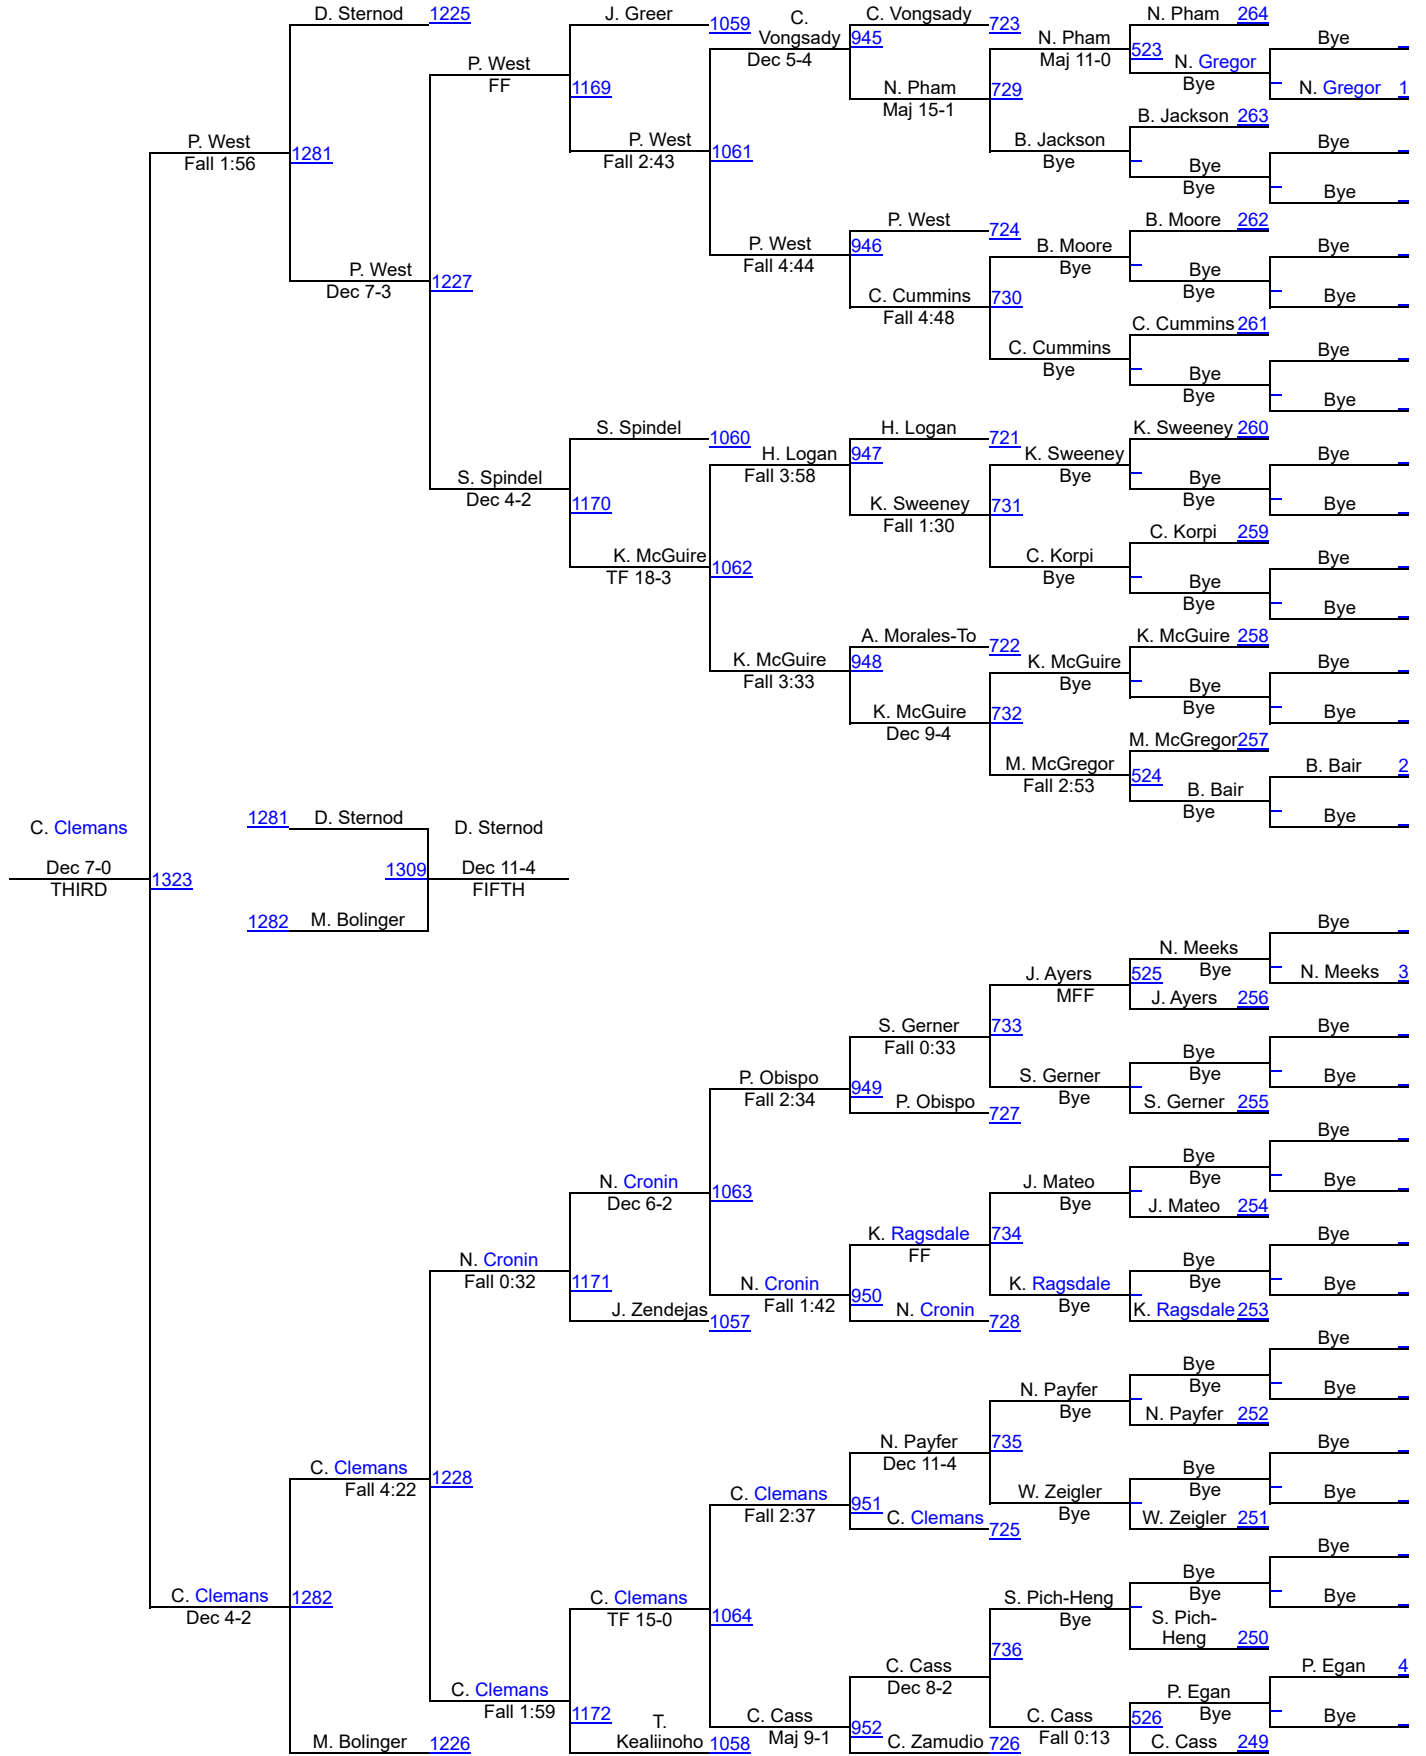 D. Sternod 1225
J. Greer 1059
C. Vongsady
Dec 5-4
C. Vongsady 723
945
N. Pham
Maj 11-0
N. Pham 264
523
N. Gregor
Bye
Bye
N. Gregor 1
P. West
FF
1169
N. Pham
Maj 15-1
729
B. Jackson 263
B. Jackson
Bye
Bye
Bye
Bye
Bye
P. West
Fall 1:56
1281
P. West
Fall 2:43
1061
P. West 724
P. West
Fall 4:44
946
B. Moore 262
B. Moore
Bye
Bye
Bye
Bye
Bye
P. West
Dec 7-3
1227
C. Cummins
Fall 4:48
730
C. Cummins 261
C. Cummins
Bye
Bye
Bye
Bye
Bye
S. Spindel 1060
H. Logan
Fall 3:58
H. Logan 721
947
K. Sweeney
Bye
K. Sweeney 260
Bye
Bye
Bye
Bye
S. Spindel
Dec 4-2
1170
K. Sweeney
Fall 1:30
731
C. Korpi 259
C. Korpi
Bye
Bye
Bye
Bye
Bye
K. McGuire
TF 18-3
1062
A. Morales-To 722
K. McGuire
Fall 3:33
948
K. McGuire
Bye
K. McGuire 258
Bye
Bye
Bye
Bye
K. McGuire
Dec 9-4
732
M. McGregor 257
M. McGregor
Fall 2:53
524
B. Bair
Bye
B. Bair 2
Bye
C. Clemans
Dec 7-0
THIRD
1323
1281 D. Sternod
D. Sternod
1309
Dec 11-4
FIFTH
1282 M. Bolinger
Bye
N. Meeks
Bye
N. Meeks 3
J. Ayers
MFF
525
J. Ayers 256
S. Gerner
Fall 0:33
733
Bye
Bye
Bye
Bye
P. Obispo
Fall 2:34
949
S. Gerner
Bye
P. Obispo 727
S. Gerner 255
N. Cronin
Dec 6-2
1063
J. Mateo
Bye
Bye
Bye
Bye
Bye
J. Mateo 254
K. Ragsdale
FF
734
N. Cronin
Fall 0:32
1171
N. Cronin
Fall 1:42
950
K. Ragsdale
Bye
Bye
Bye
Bye
Bye
J. Zendejas 1057
N. Cronin 728
K. Ragsdale 253
N. Payfer
Bye
Bye
Bye
Bye
Bye
N. Payfer 252
N. Payfer
Dec 11-4
735
C. Clemans
Fall 4:22
1228
C. Clemans
Fall 2:37
951
W. Zeigler
Bye
Bye
Bye
Bye
Bye
C. Clemans 725
W. Zeigler 251
C. Clemans
Dec 4-2
1282
C. Clemans
TF 15-0
1064
S. Pich-Heng
Bye
Bye
Bye
Bye
Bye
S. Pich-
Heng 250
736
C. Cass
Dec 8-2
C. Clemans
Fall 1:59
1172
C. Cass
Maj 9-1
952
C. Cass
Fall 0:13
526
P. Egan
Bye
P. Egan 4
Bye
M. Bolinger 1226
T.
Kealiinoho 1058
C. Zamudio 726
C. Cass 249